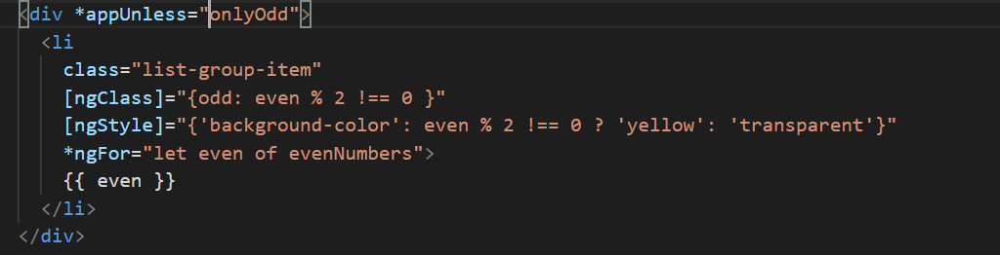 <div *appUnless="onlyOdd">
<li
class="list-group-item"
[ngClass]="{odd: even % 2 !== 0 }"
[ngStyle]="{'background-color': even % 2 !== 0 ? 'yellow': 'transparent'}"
*ngFor="let even of evenNumbers">
{{ even }}
</li>
</div>